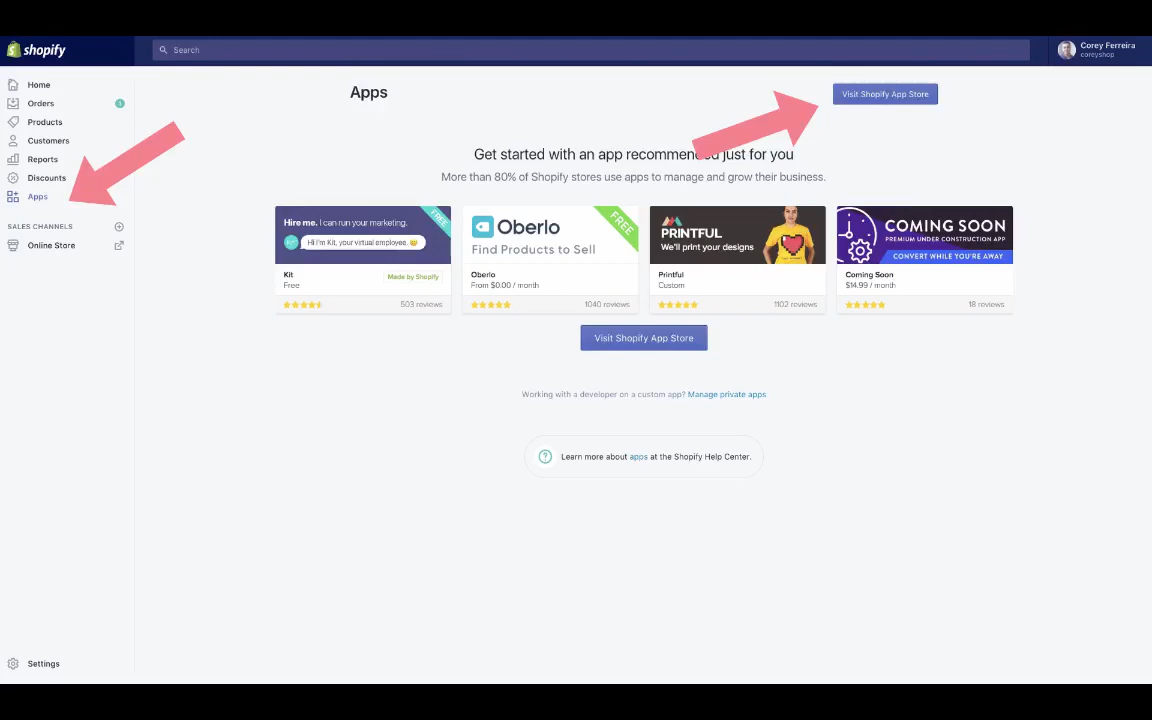 shopify
Search
Corey Ferreira
coreyshop
Home
Orders 1
Products
Customers
Reports
Discounts
Apps
SALES CHANNELS
Online Store
Settings
Apps
Visit Shopify App Store
Get started with an app recommended just for you
More than 80% of Shopify stores use apps to manage and grow their business.
Hire me. I can run your marketing.
FREE
Hi I'm Kit, your virtual employee.
Kit
Made by Shopify
Free
503 reviews
Oberlo
FREE
Find Products to Sell
Oberlo
From $0.00 / month
1040 reviews
PRINTFUL
We'll print your designs
Printful
Custom
1102 reviews
COMING SOON
PREMIUM UNDER CONSTRUCTION APP
CONVERT WHILE YOU'RE AWAY
Coming Soon
$14.99 / month
18 reviews
Visit Shopify App Store
Working with a developer on a custom app? Manage private apps
? Learn more about apps at the Shopify Help Center.